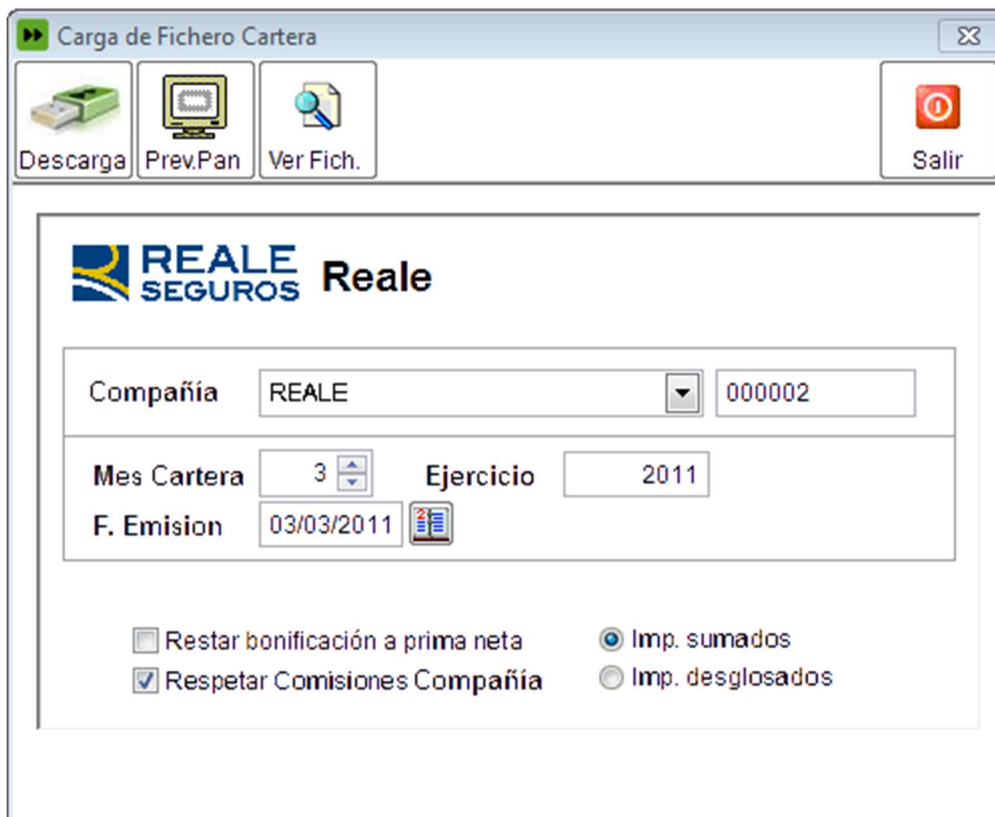 Carga de Fichero Cartera
Descarga Prev.Pan Ver Fich. Salir
REALE
SEGUROS
Reale
Compañía REALE 000002
Mes Cartera 3 Ejercicio 2011
F. Emision 03/03/2011 2
Restar bonificación a prima neta Imp. sumados
Respetar Comisiones Compañía Imp. desglosados